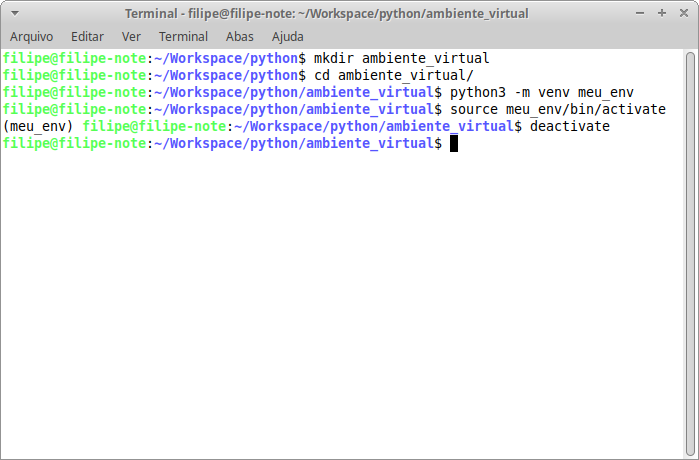 Terminal - filipe@filipe-note: ~/Workspace/python/ambiente_virtual
Arquivo Editar Ver Terminal Abas Ajuda
filipe@filipe-note:~/Workspace/python$ mkdir ambiente_virtual
filipe@filipe-note:~/Workspace/python$ cd ambiente_virtual/
filipe@filipe-note:~/Workspace/python/ambiente_virtual$ python3 -m venv meu_env
filipe@filipe-note:~/Workspace/python/ambiente_virtual$ source meu_env/bin/activate
(meu_env) filipe@filipe-note:~/Workspace/python/ambiente_virtual$ deactivate
filipe@filipe-note:~/Workspace/python/ambiente_virtual$